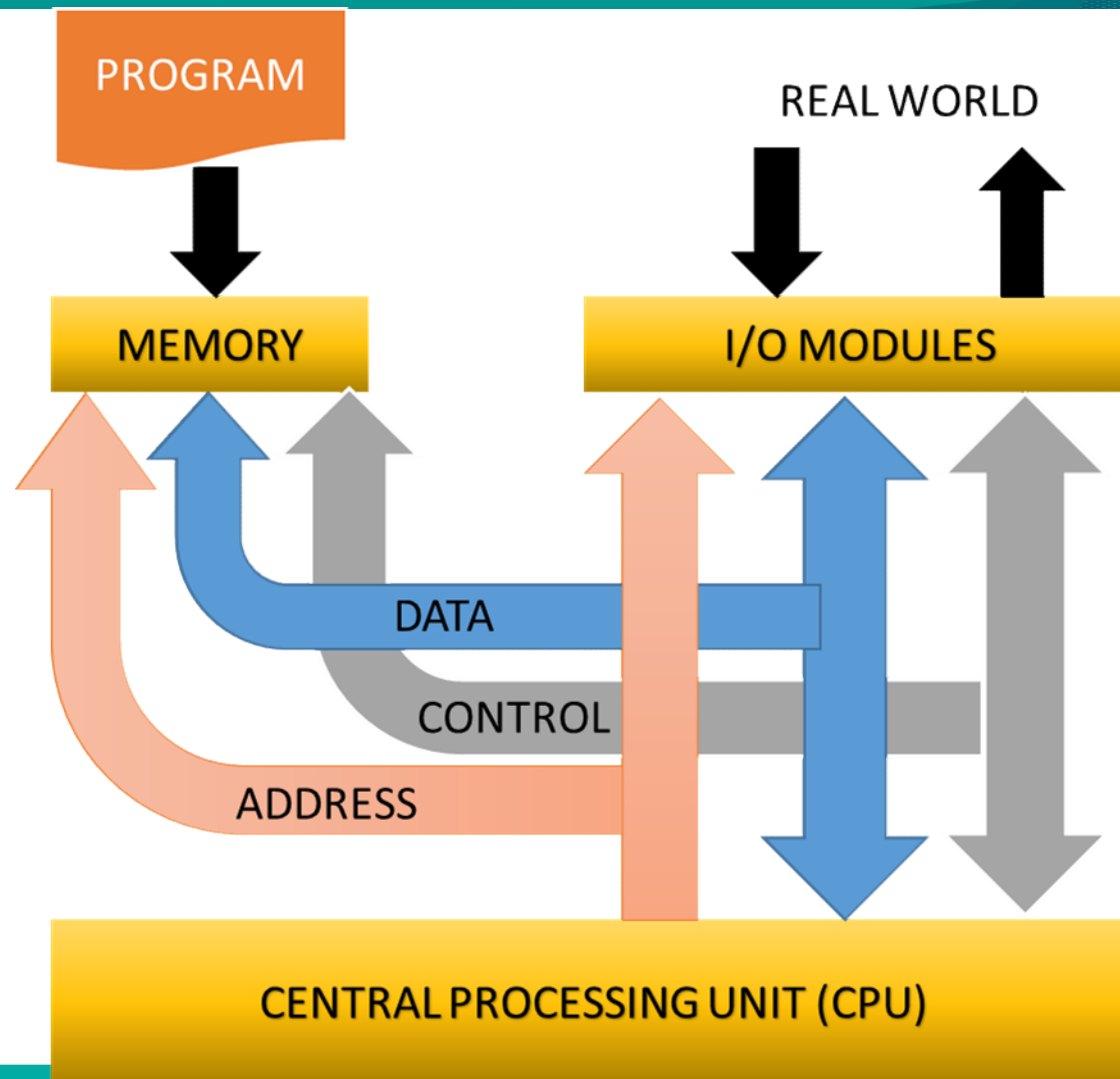 PROGRAM
REAL WORLD
MEMORY
I/O MODULES
DATA
CONTROL
ADDRESS
CENTRAL PROCESSING UNIT (CPU)